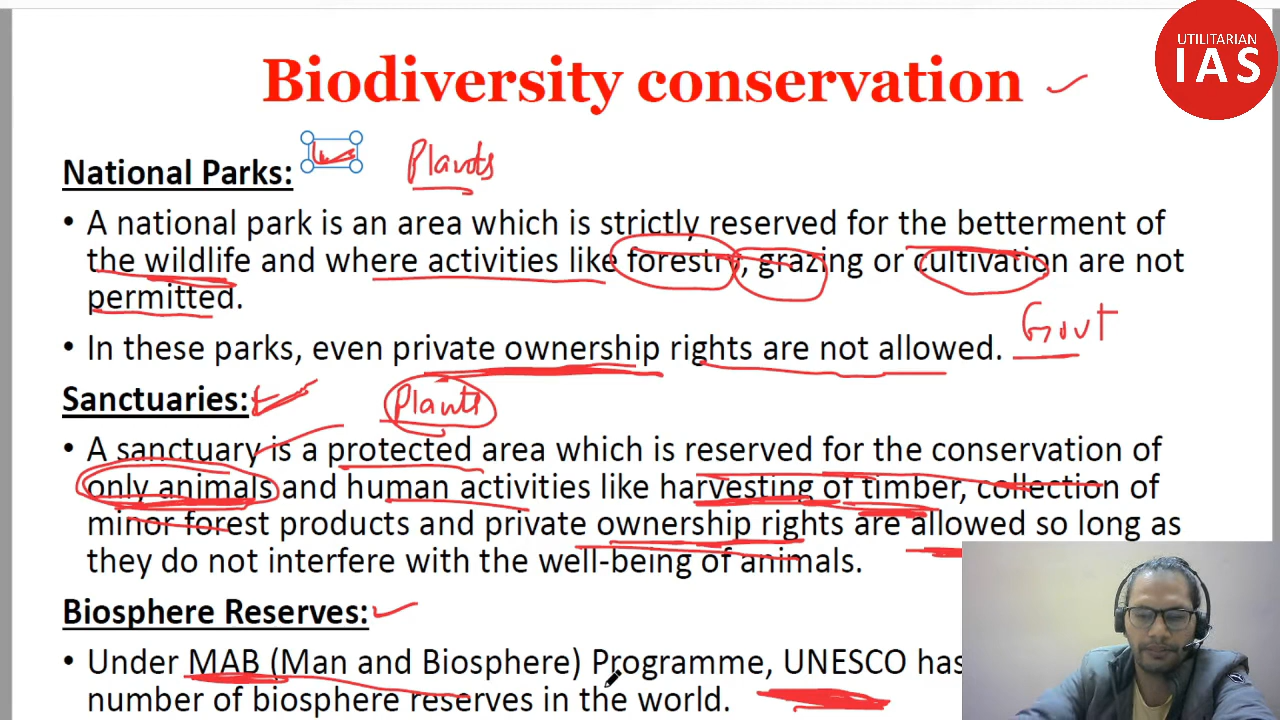 UTILITARIAN
IAS
Biodiversity conservation
National Parks:
Plants
• A national park is an area which is strictly reserved for the betterment of
the wildlife and where activities like forestry, grazing or cultivation are not
permitted.
Govt
• In these parks, even private ownership rights are not allowed.
Sanctuaries:
Plants
• A sanctuary is a protected area which is reserved for the conservation of
only animals and human activities like harvesting of timber, collection of
minor forest products and private ownership rights are allowed so long as
they do not interfere with the well-being of animals.
Biosphere Reserves:
• Under MAB (Man and Biosphere) Programme, UNESCO has
number of biosphere reserves in the world.